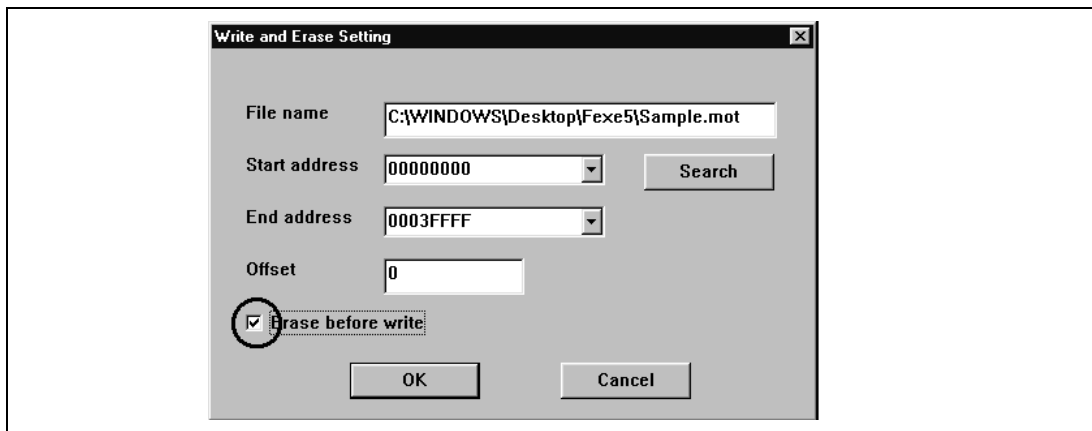 Write and Erase Setting
File name C:\WINDOWS\Desktop\Fexe5\Sample.mot
Start address 00000000 Search
End address 0003FFFF
Offset 0
Erase before write
OK Cancel